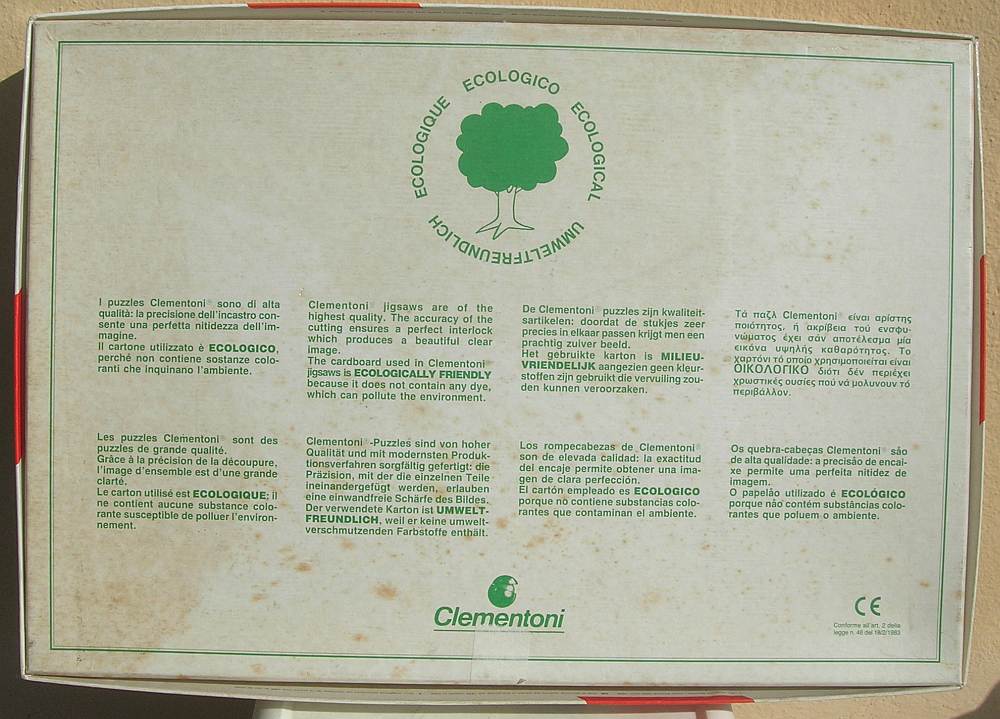 ECOLOGIQUE ECOLOGICO ECOLOGICAL UMWELTFREUNDLICH
I puzzles Clementoni® sono di alta
qualità: la precisione dell'incastro con-
sente una perfetta nitidezza dell'im-
magine.
Il cartone utilizzato è ECOLOGICO,
perché non contiene sostanze colo-
ranti che inquinano l'ambiente.
Clementoni® jigsaws are of the
highest quality. The accuracy of the
cutting ensures a perfect interlock
which produces a beautiful clear
image.
The cardboard used in Clementoni®
jigsaws is ECOLOGICALLY FRIENDLY
because it does not contain any dye,
which can pollute the environment.
De Clementoni® puzzles zijn kwaliteit-
sartikelen: doordat de stukjes zeer
precies in elkaar passen krijgt men een
prachtig zuiver beeld.
Het gebruikte karton is MILIEU-
VRIENDELIJK aangezien geen kleur-
stoffen zijn gebruikt die vervuiling zou-
den kunnen veroorzaken.
Τά παζλ Clementoni® είναι αρίστης
ποιότητος, ή ακρίβεια τού ενσφυ-
νώματος έχει σάν αποτέλεσμα μία
εικόνα υψηλής καθαρότητος. Το
χαρτόνι τό οποίο χρησιμοποιείται είναι
ΟΙΚΟΛΟΓΙΚΟ διότι δέν περιέχει
χρωστικές ουσίες πού νά μολυνουν τό
περιβάλλον.
Les puzzles Clementoni® sont des
puzzles de grande qualité.
Grâce à la précision de la découpure,
l'image d'ensemble est d'une grande
clarté.
Le carton utilisé est ECOLOGIQUE; il
ne contient aucune substance colo-
rante susceptible de polluer l'environ-
nement.
Clementoni®-Puzzles sind von hoher
Qualität und mit modernsten Produk-
tionsverfahren sorgfältig gefertigt: die
Präzision, mit der die einzelnen Teile
ineinandergefügt werden, erlauben
eine einwandfreie Schärfe des Bildes.
Der verwendete Karton ist UMWELT-
FREUNDLICH, weil er keine umwelt-
verschmutzenden Farbstoffe enthält.
Los rompecabezas de Clementoni®
son de elevada calidad: la exactitud
del encaje permite obtener una ima-
gen de clara perfección.
El cartón empleado es ECOLOGICO
porque no contiene substancias colo-
rantes que contaminan el ambiente.
Os quebra-cabeças Clementoni® são
de alta qualidade: a precisão de encai-
xe permite uma perfeita nitidez de
imagem.
O papelão utilizado é ECOLÓGICO
porque não contém substâncias colo-
rantes que poluem o ambiente.
Clementoni
CE
Conforme all'art. 2 della
legge n. 46 del 18/2/1983